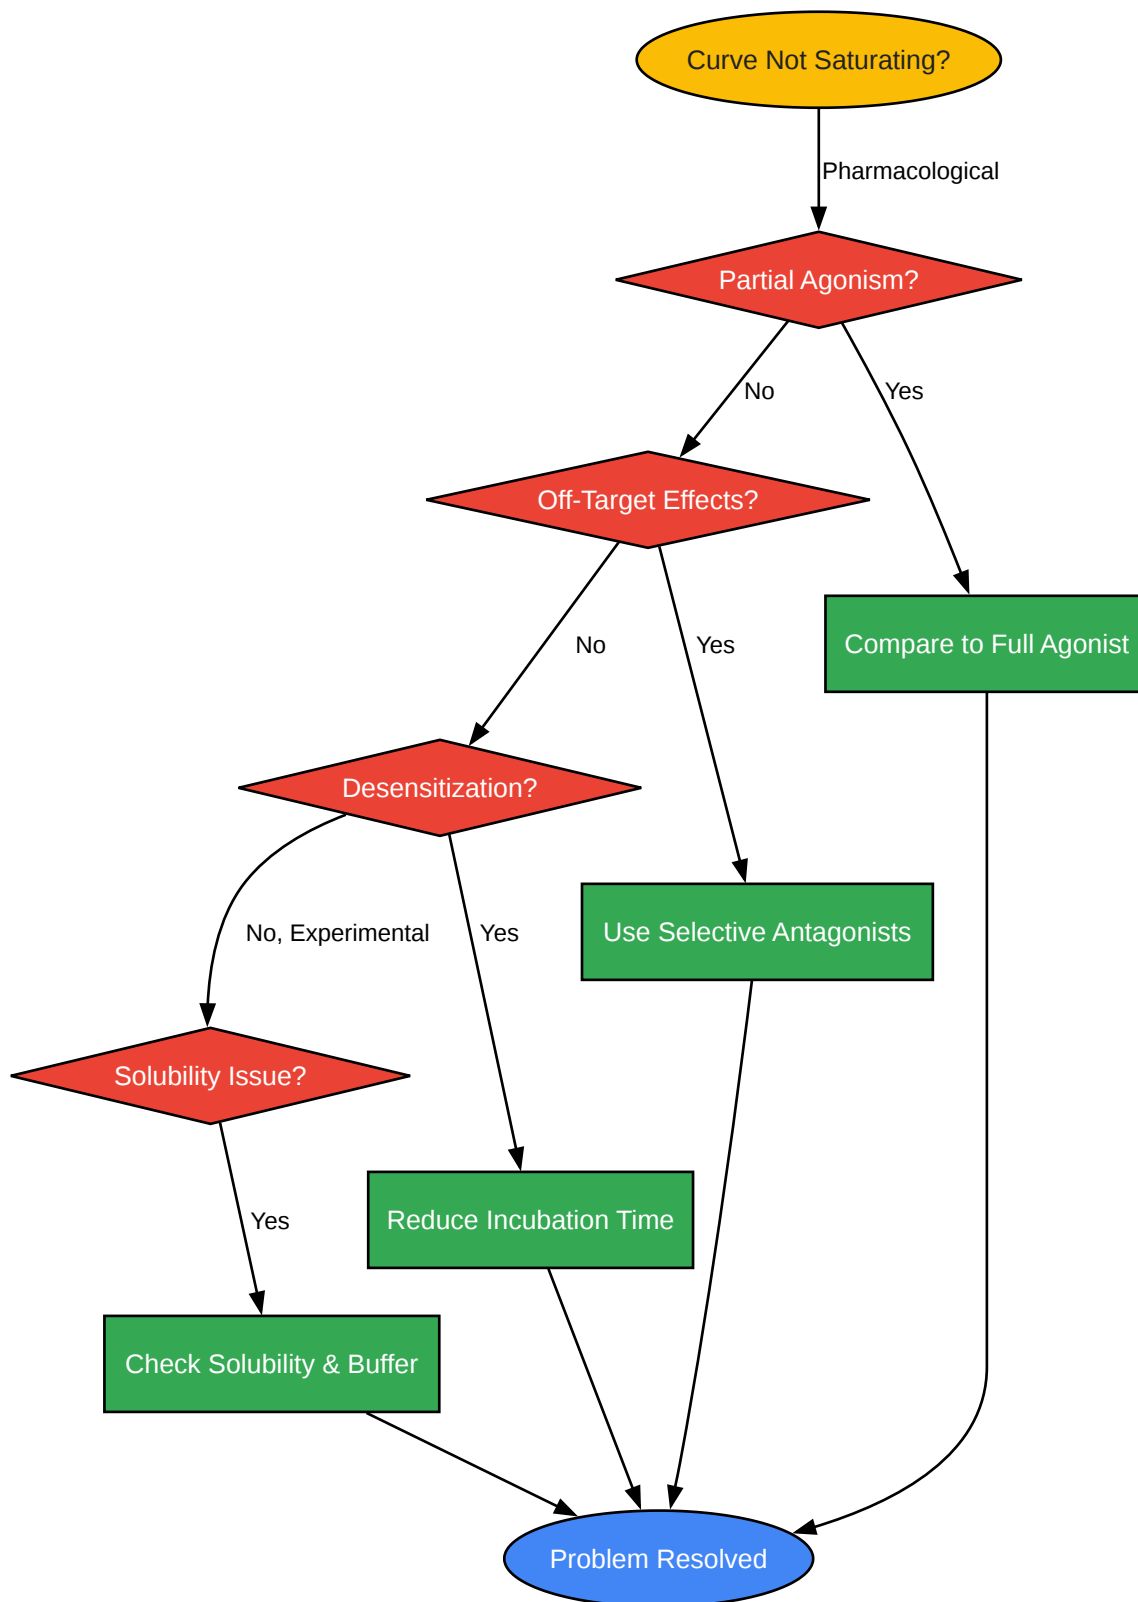 Curve Not Saturating?
Pharmacological
Partial Agonism?
No
Yes
Off-Target Effects?
No
Yes
Compare to Full Agonist
Desensitization?
No, Experimental
Yes
Use Selective Antagonists
Solubility Issue?
Yes
Reduce Incubation Time
Check Solubility & Buffer
Problem Resolved